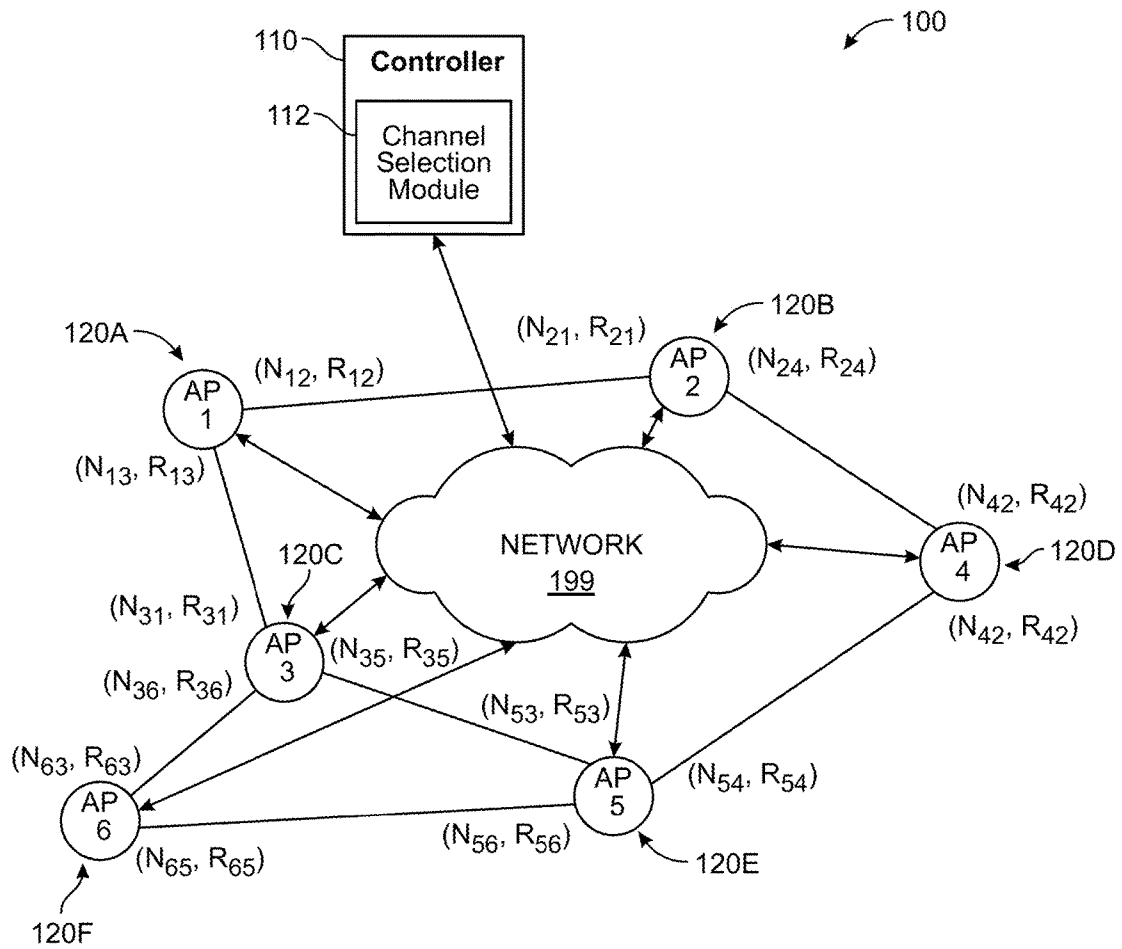 100
110
Controller
112
Channel
Selection
Module
120B
(N21, R21)
120A
AP
2
(N24, R24)
(N12, R12)
AP
1
(N13, R13)
(N42, R42)
NETWORK
199
AP
4
120D
120C
(N31, R31)
(N42, R42)
AP
3
(N35, R35)
(N36, R36)
(N53, R53)
(N63, R63)
AP
5
(N54, R54)
AP
6
(N56, R56)
(N65, R65)
120E
120F